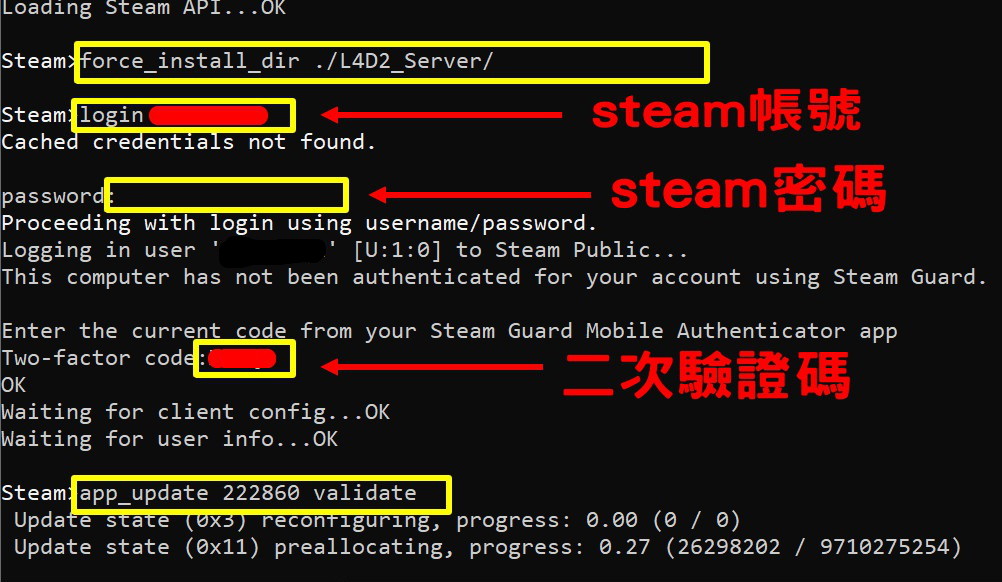 Loading Steam API...OK
Steam>force_install_dir ./L4D2_Server/
Steam>login
steam帳號
Cached credentials not found.
password:
steam密碼
Proceeding with login using username/password.
Logging in user '' [U:1:0] to Steam Public...
This computer has not been authenticated for your account using Steam Guard.
Enter the current code from your Steam Guard Mobile Authenticator app
Two-factor code:
二次驗證碼
OK
Waiting for client config...OK
Waiting for user info...OK
Steam>app_update 222860 validate
Update state (0x3) reconfiguring, progress: 0.00 (0 / 0)
Update state (0x11) preallocating, progress: 0.27 (26298202 / 9710275254)